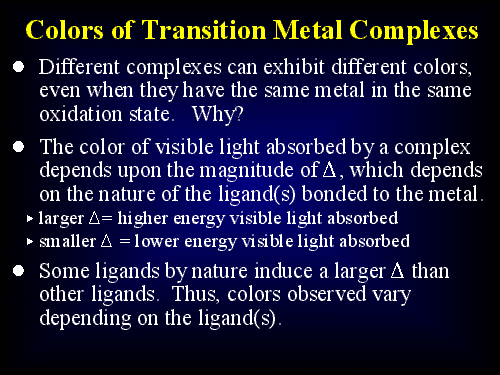 Colors of Transition Metal Complexes
● Different complexes can exhibit different colors,
even when they have the same metal in the same
oxidation state. Why?
● The color of visible light absorbed by a complex
depends upon the magnitude of Δ, which depends
on the nature of the ligand(s) bonded to the metal.
▸ larger Δ= higher energy visible light absorbed
▸ smaller Δ = lower energy visible light absorbed
● Some ligands by nature induce a larger Δ than
other ligands. Thus, colors observed vary
depending on the ligand(s).